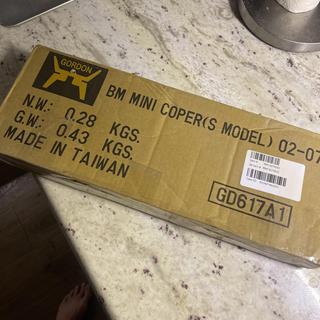 GORDON
BM MINI COPER(S MODEL) 02-07
N.W.: 0.28 KGS.
G.W.: 0.43 KGS.
MADE IN TAIWAN
GD617A1